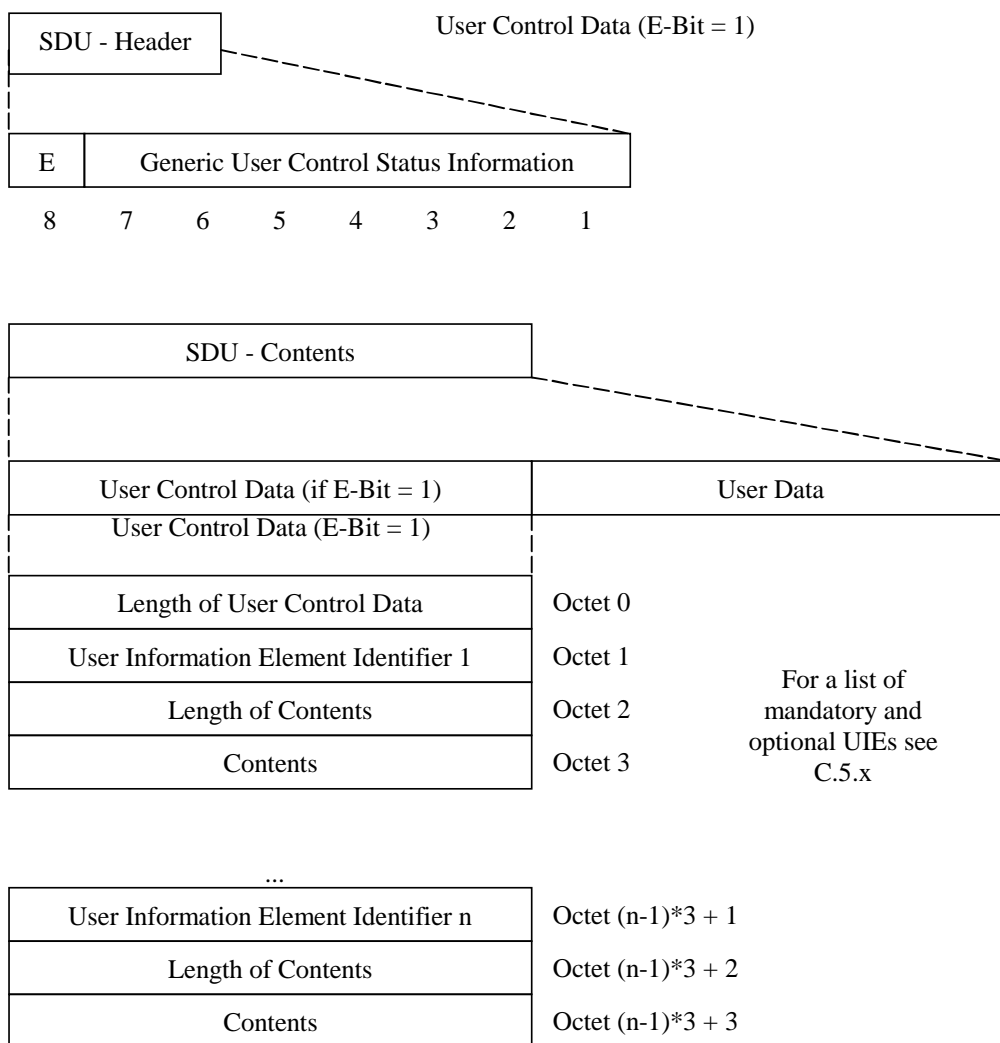 SDU - Header
User Control Data (E-Bit = 1)
E
Generic User Control Status Information
8 7 6 5 4 3 2 1
SDU - Contents
User Control Data (if E-Bit = 1)
User Data
User Control Data (E-Bit = 1)
Length of User Control Data
Octet 0
User Information Element Identifier 1
Octet 1
Length of Contents
Octet 2
Contents
Octet 3
For a list of
mandatory and
optional UIEs see
C.5.x
...
User Information Element Identifier n
Octet (n-1)*3 + 1
Length of Contents
Octet (n-1)*3 + 2
Contents
Octet (n-1)*3 + 3